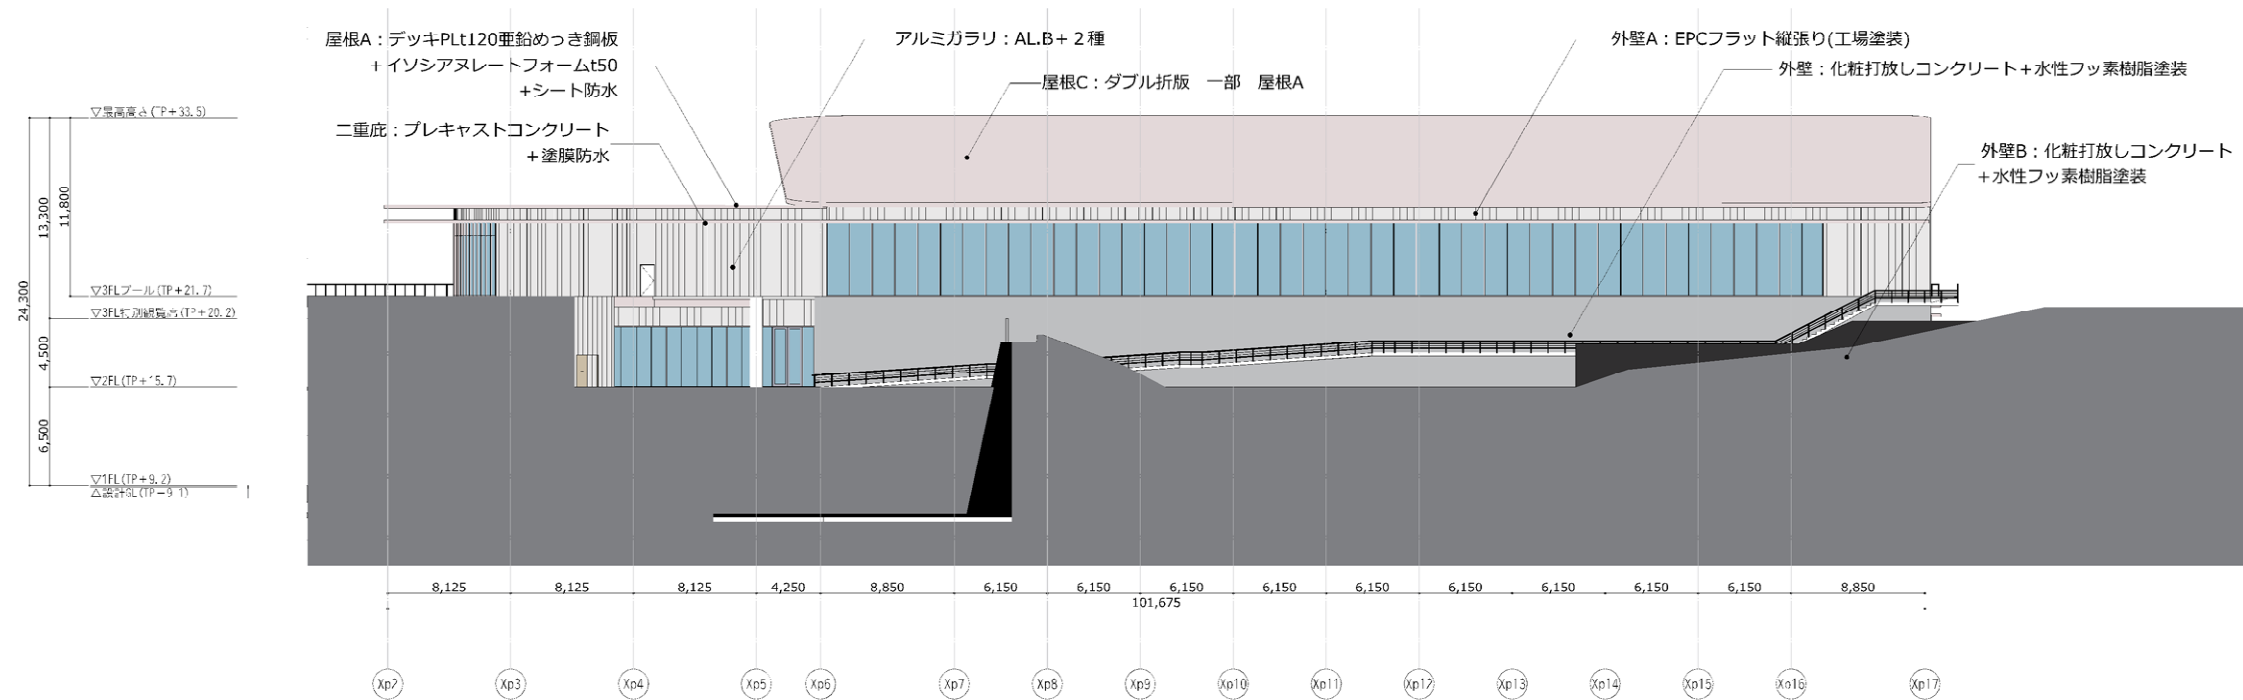 屋根A：デッキPLt120亜鉛めっき鋼板
＋イソシアヌレートフォームt50
＋シート防水
二重庇：プレキャストコンクリート
＋塗膜防水
アルミガラリ：AL.B＋２種
屋根C：ダブル折版　一部　屋根A
外壁A：EPCフラット縦張り(工場塗装)
外壁：化粧打放しコンクリート＋水性フッ素樹脂塗装
外壁B：化粧打放しコンクリート
＋水性フッ素樹脂塗装
▽最高高さ(TP+33.5)
▽3FLプール(TP+21.7)
▽3FL特別観覧席(TP+20.2)
▽2FL(TP+15.7)
▽1FL(TP+9.2)
△設計GL(TP+9.1)
24,300
13,300
11,800
4,500
6,500
8,125 8,125 8,125 4,250 8,850 6,150 6,150 6,150 6,150 6,150 6,150 6,150 6,150 6,150 8,850
101,675
Xp2 Xp3 Xp4 Xp5 Xp6 Xp7 Xp8 Xp9 Xp10 Xp11 Xp12 Xp13 Xp14 Xp15 Xp16 Xp17